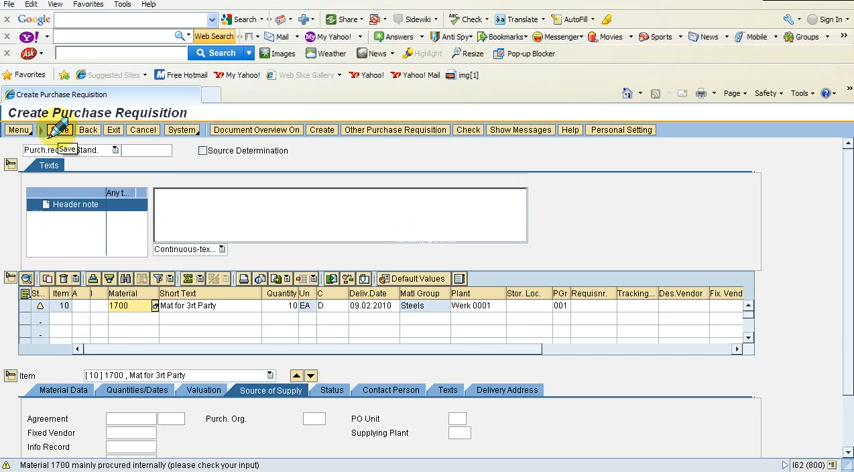 File Edit View Favorites Tools Help
Google Search Share Sidewiki Check Translate AutoFill Sign In
Y! Web Search Mail My Yahoo! Answers Anti Spy Bookmarks Messenger Movies Sports News Mobile Groups
Ask Search Images Weather News Highlight Resize Pop-up Blocker
Favorites Suggested Sites Free Hotmail My Yahoo! Web Slice Gallery Yahoo! Yahoo! Mail img[1]
Create Purchase Requisition Page Safety Tools
Create Purchase Requisition
Menu Back Exit Cancel System Document Overview On Create Other Purchase Requisition Check Show Messages Help Personal Setting
Save
Purch.req Stand. Source Determination
Texts
Any t...
Header note
Continuous-tex...
Default Values
St... Item A I Material Short Text Quantity Un C Deliv.Date Matl Group Plant Stor. Loc. PGr Requisnr. Tracking... Des.Vendor Fix. Vend
10 1700 Mat for 3rt Party 10 EA D 09.02.2010 Steels Werk 0001 001
Item [ 10 ] 1700 , Mat for 3rt Party
Material Data Quantities/Dates Valuation Source of Supply Status Contact Person Texts Delivery Address
Agreement Purch. Org. PO Unit
Fixed Vendor Supplying Plant
Info Record
Material 1700 mainly procured internally (please check your input) I62 (800)